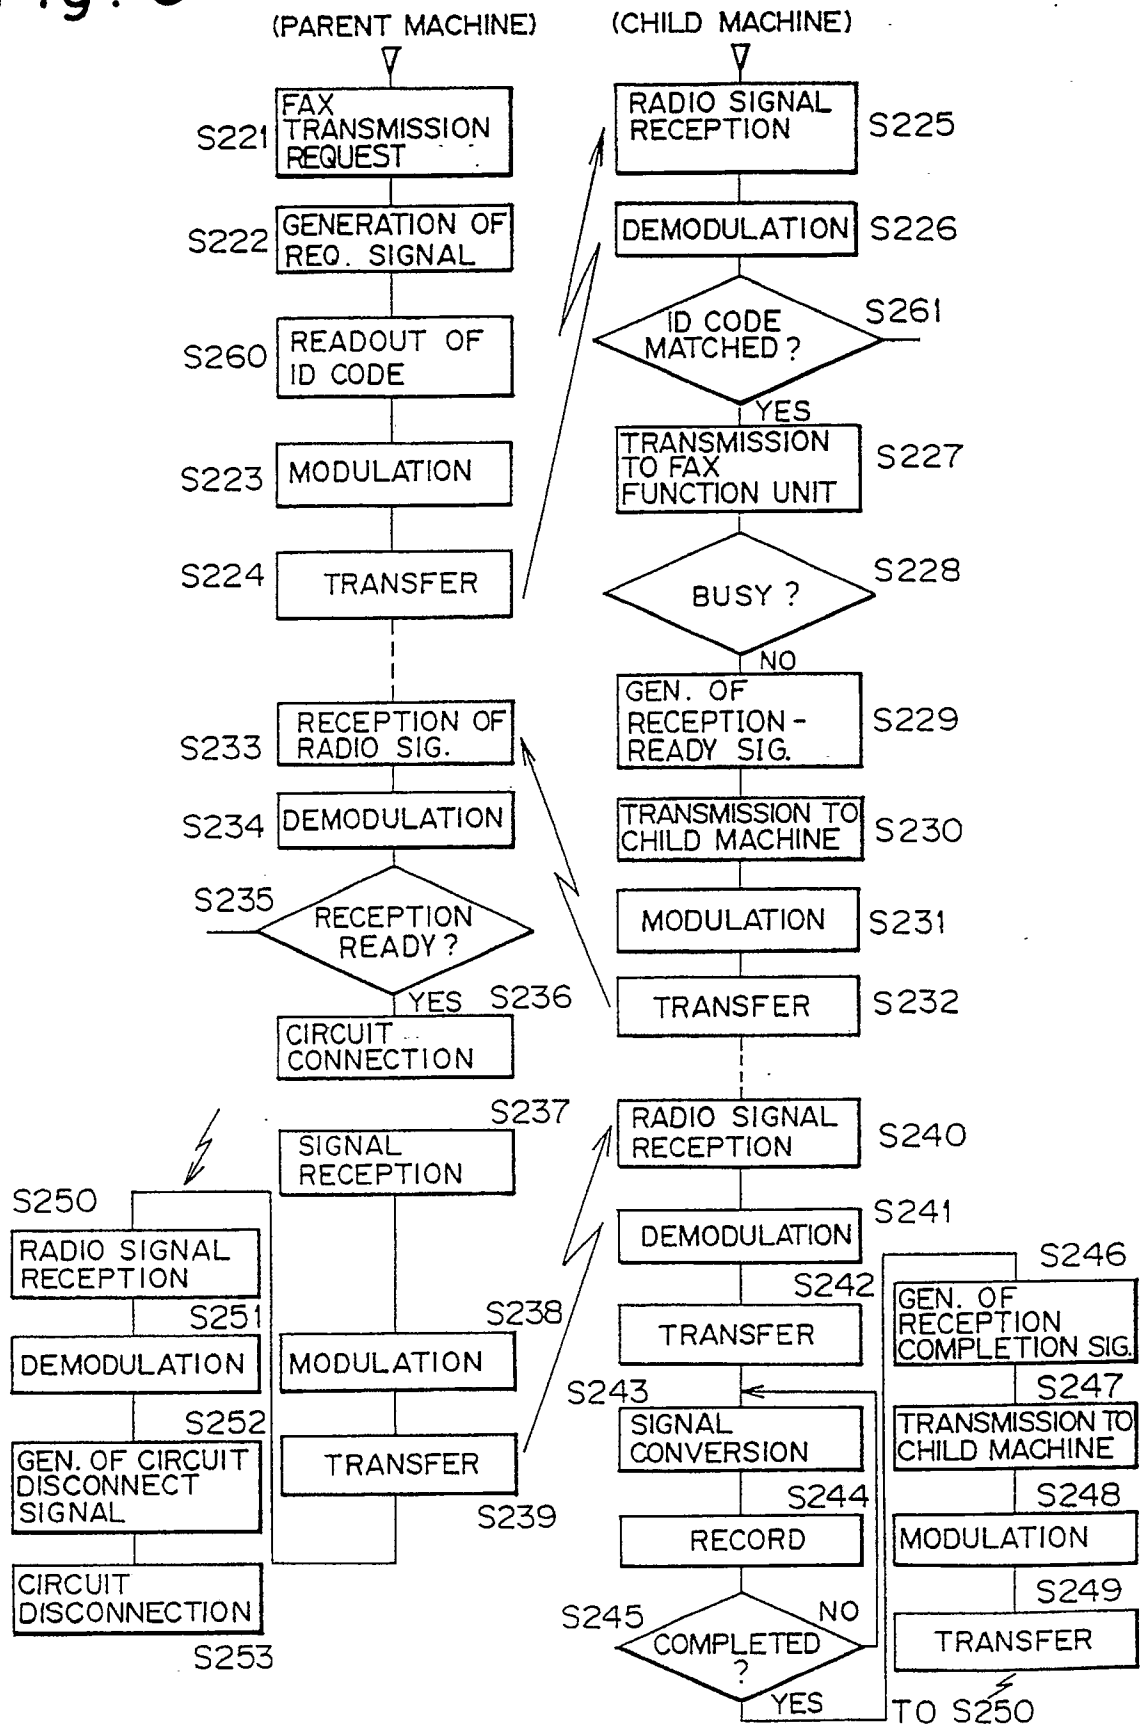 (PARENT MACHINE)
FAX
TRANSMISSION
REQUEST
S221
GENERATION OF
REQ. SIGNAL
S222
READOUT OF
ID CODE
S260
MODULATION
S223
TRANSFER
S224
RECEPTION OF
RADIO SIG.
S233
DEMODULATION
S234
RECEPTION
READY?
S235
YES
S236
CIRCUIT
CONNECTION
S237
SIGNAL
RECEPTION
S238
MODULATION
TRANSFER
S239
S250
RADIO SIGNAL
RECEPTION
S251
DEMODULATION
S252
GEN. OF CIRCUIT
DISCONNECT
SIGNAL
CIRCUIT
DISCONNECTION
S253
(CHILD MACHINE)
RADIO SIGNAL
RECEPTION
S225
DEMODULATION
S226
ID CODE
MATCHED?
S261
YES
TRANSMISSION
TO FAX
FUNCTION UNIT
S227
BUSY?
S228
NO
GEN. OF
RECEPTION-
READY SIG.
S229
TRANSMISSION TO
CHILD MACHINE
S230
MODULATION
S231
TRANSFER
S232
RADIO SIGNAL
RECEPTION
S240
DEMODULATION
S241
S242
TRANSFER
S243
SIGNAL
CONVERSION
S244
RECORD
S245
COMPLETED
?
NO
YES
S246
GEN. OF
RECEPTION
COMPLETION SIG.
S247
TRANSMISSION TO
CHILD MACHINE
S248
MODULATION
S249
TRANSFER
TO S250